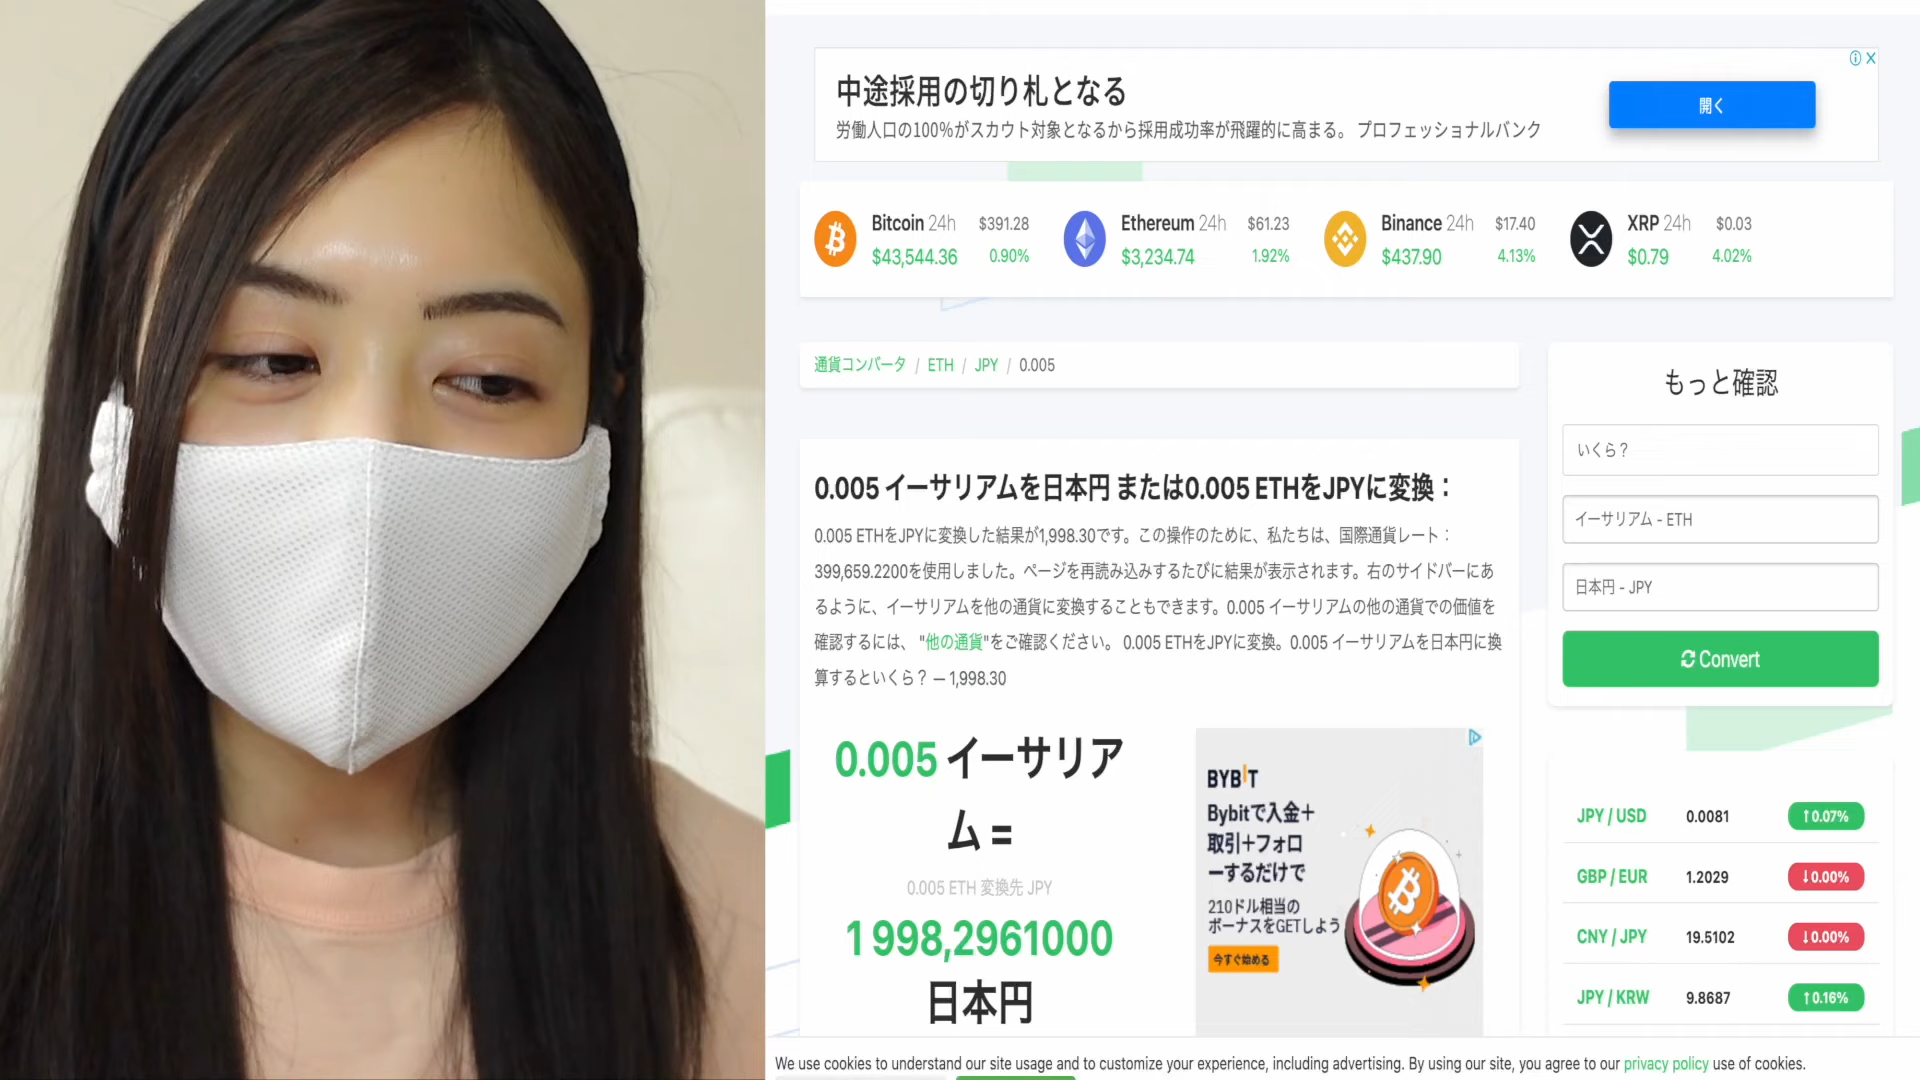 中途採用の切り札となる
労働人口の100%がスカウト対象となるから採用成功率が飛躍的に高まる。 プロフェッショナルバンク
開く
Bitcoin 24h $391.28
$43,544.36 0.90%
Ethereum 24h $61.23
$3,234.74 1.92%
Binance 24h $17.40
$437.90 4.13%
XRP 24h $0.03
$0.79 4.02%
通貨コンバータ / ETH / JPY / 0.005
0.005 イーサリアムを日本円 または0.005 ETHをJPYに変換：
0.005 ETHをJPYに変換した結果が1,998.30です。この操作のために、私たちは、国際通貨レート：
399,659.2200を使用しました。ページを再読み込みするたびに結果が表示されます。右のサイドバーにあ
るように、イーサリアムを他の通貨に変換することもできます。0.005 イーサリアムの他の通貨での価値を
確認するには、 "他の通貨"をご確認ください。 0.005 ETHをJPYに変換。0.005 イーサリアムを日本円に換
算するといくら？ — 1,998.30
0.005 イーサリア
ム =
0.005 ETH 変換先 JPY
1 998,2961000
日本円
BYBIT
Bybitで入金＋
取引＋フォロ
ーするだけで
210ドル相当の
ボーナスをGETしよう
今すぐ始める
もっと確認
いくら？
イーサリアム - ETH
日本円 - JPY
Convert
JPY / USD 0.0081 ↑0.07%
GBP / EUR 1.2029 ↓0.00%
CNY / JPY 19.5102 ↓0.00%
JPY / KRW 9.8687 ↑0.16%
We use cookies to understand our site usage and to customize your experience, including advertising. By using our site, you agree to our privacy policy use of cookies.